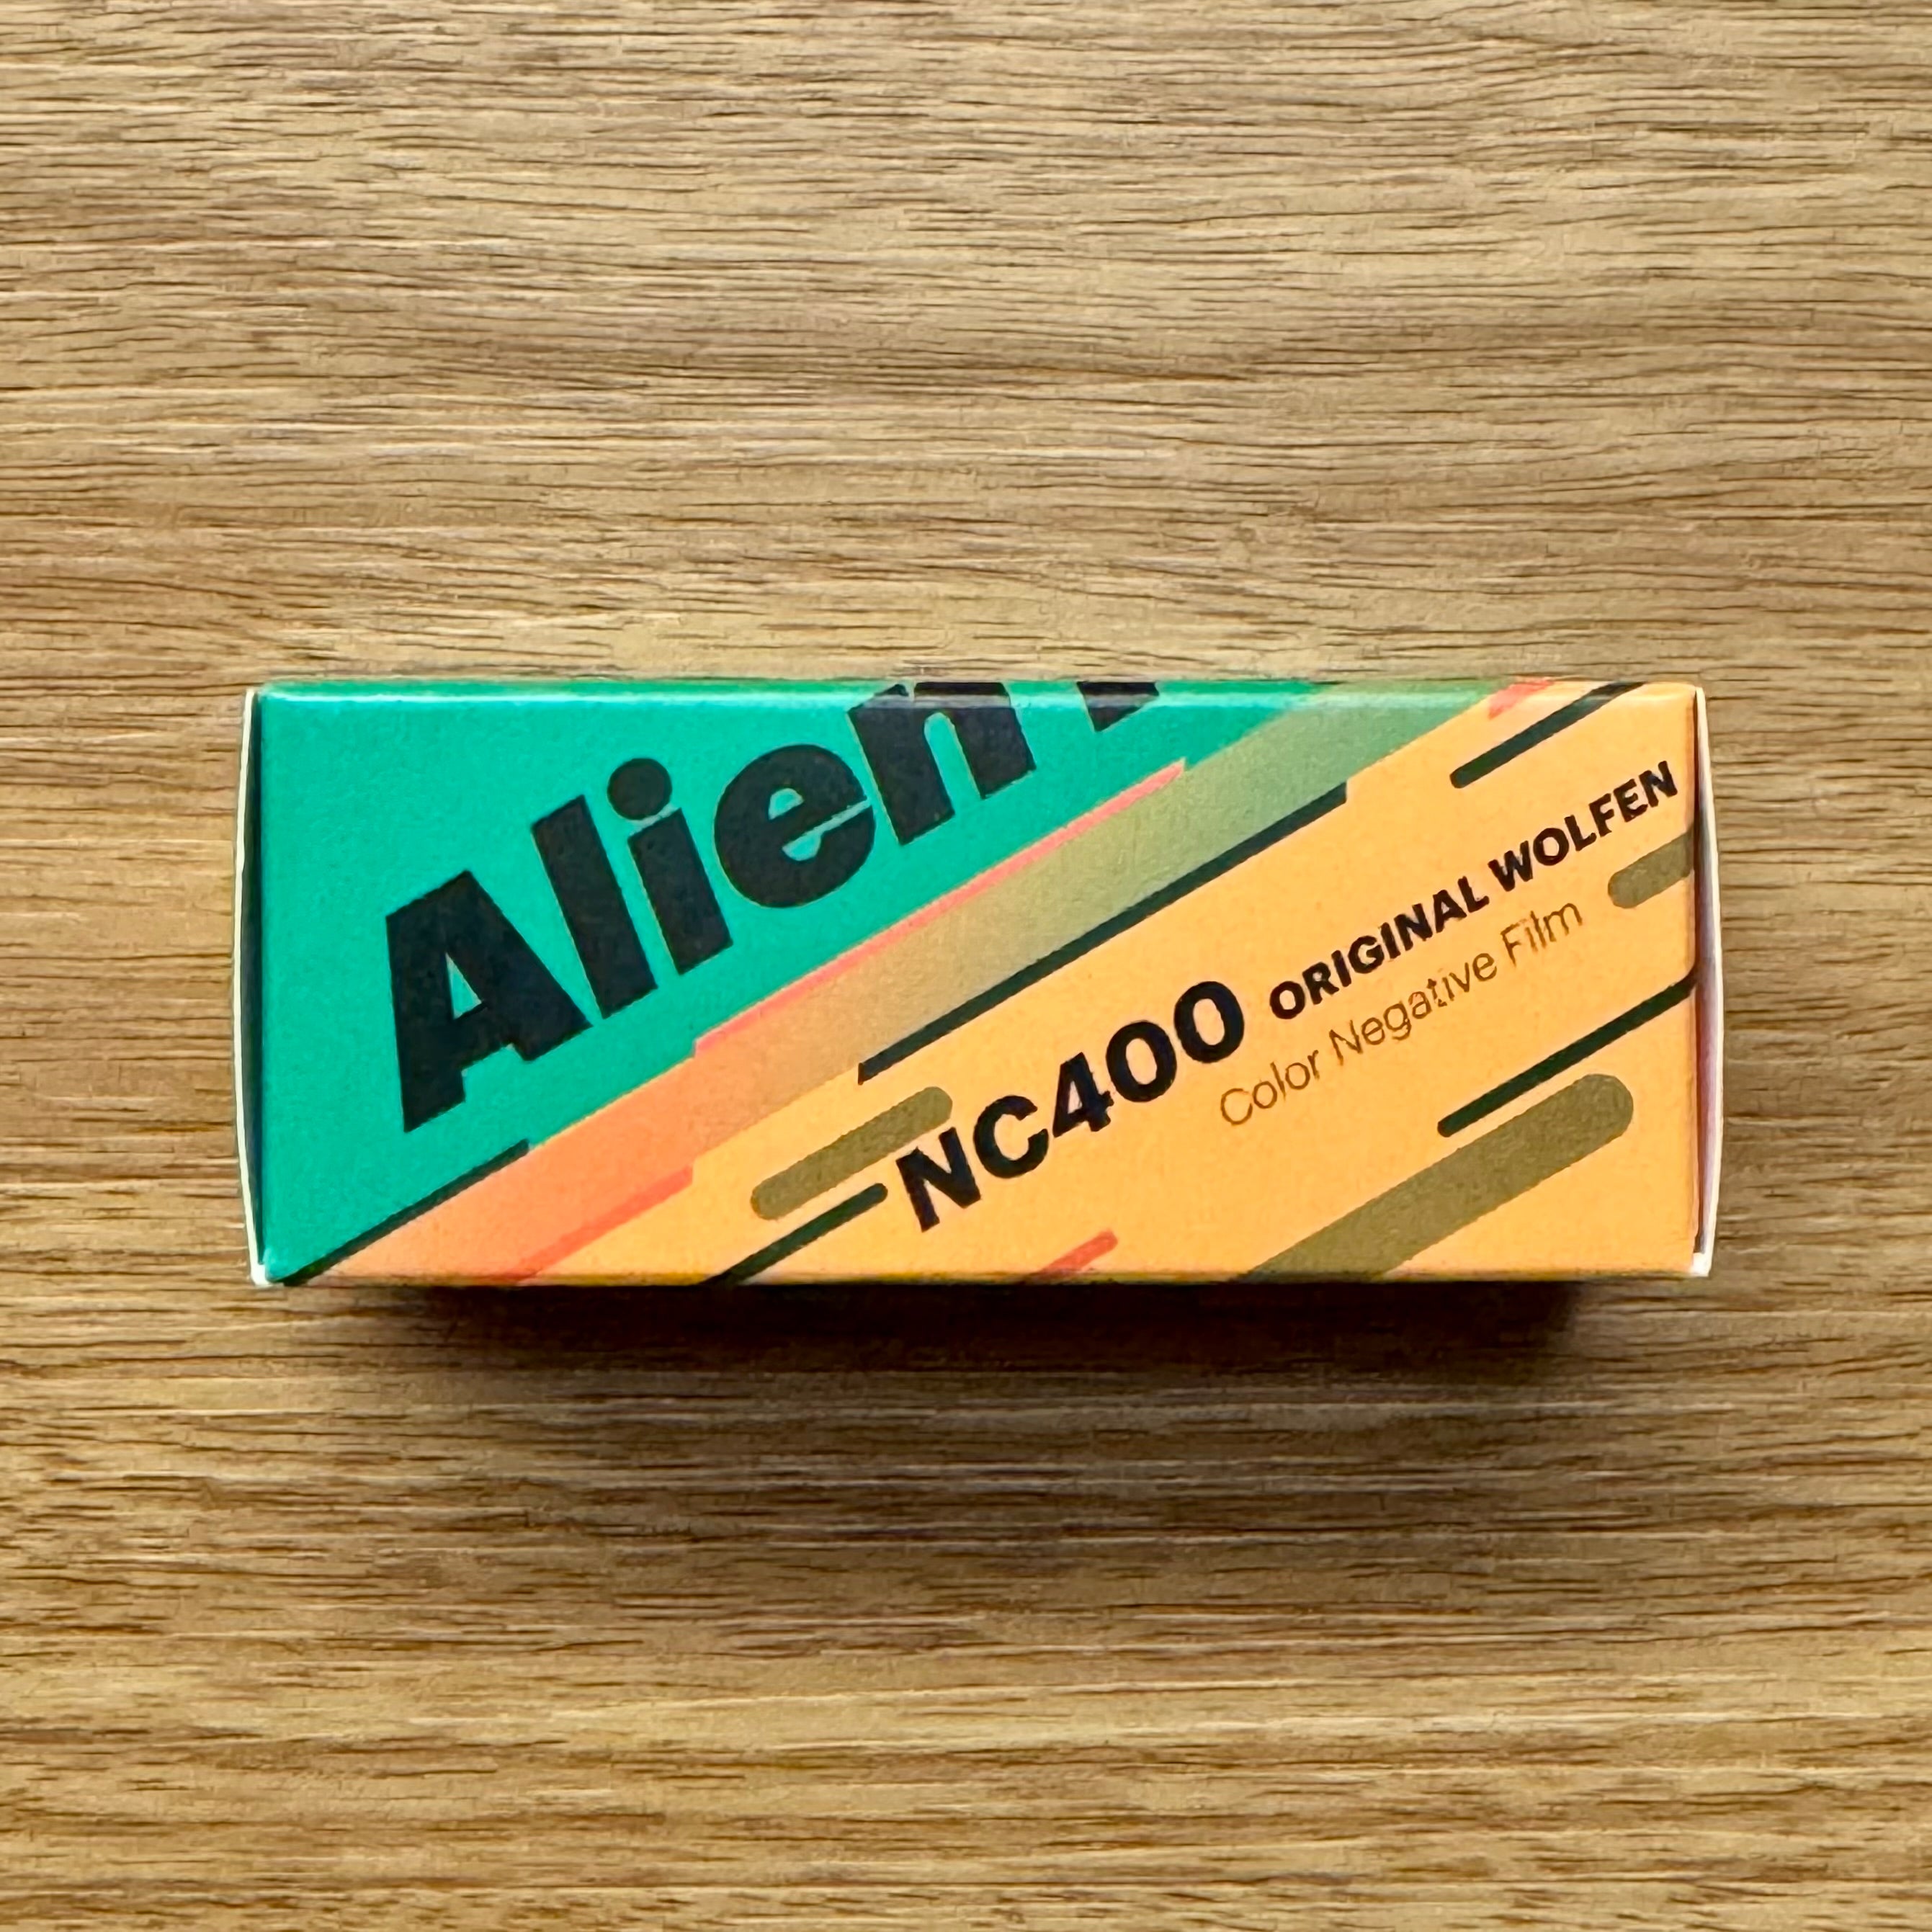 Alien
NC400 ORIGINAL WOLFEN
Color Negative Film